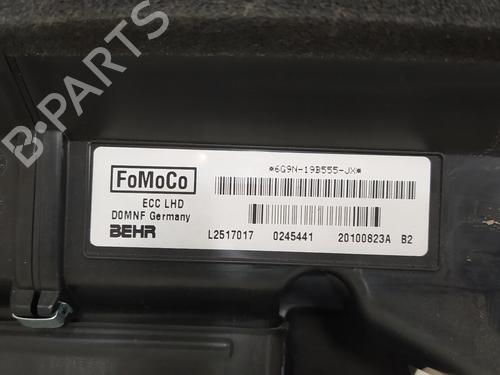 B-PARTS
*6G9N-19B555-JX*
FoMoCo
ECC LHD
D0MNF Germany
BEHR L2517017 0245441 20100823A B2